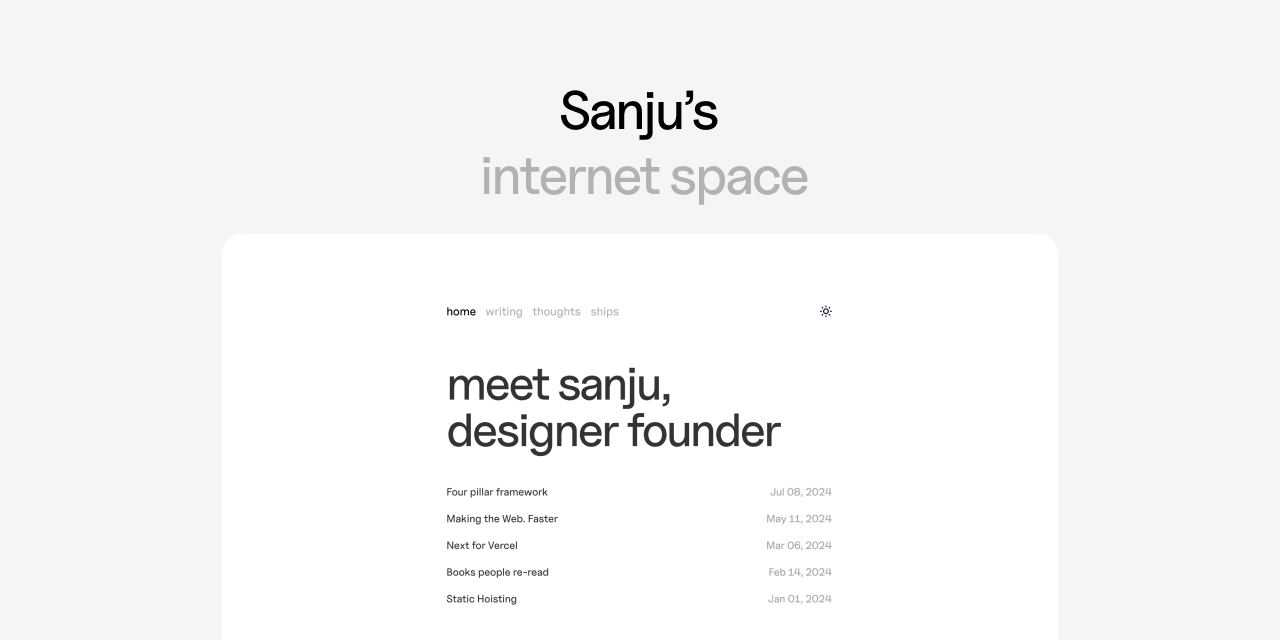 Sanju’s
internet space
home writing thoughts ships
meet sanju,
designer founder
Four pillar framework Jul 08, 2024
Making the Web. Faster May 11, 2024
Next for Vercel Mar 06, 2024
Books people re-read Feb 14, 2024
Static Hoisting Jan 01, 2024